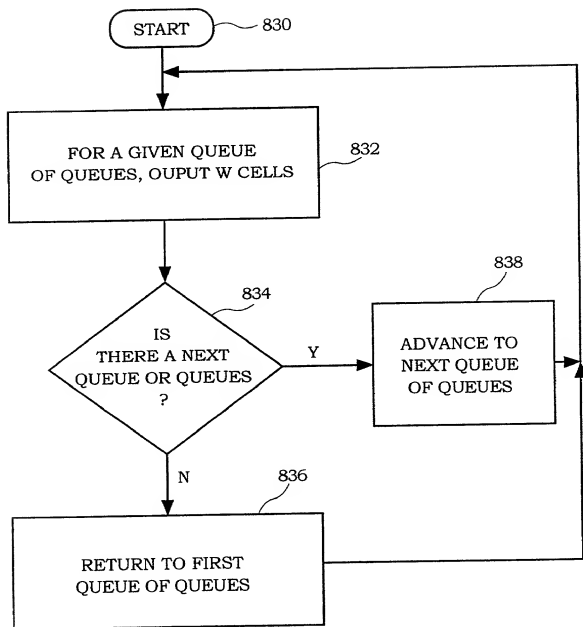 START
830
FOR A GIVEN QUEUE
OF QUEUES, OUPUT W CELLS
832
834
IS
THERE A NEXT
QUEUE OR QUEUES
?
Y
838
ADVANCE TO
NEXT QUEUE
OF QUEUES
N
836
RETURN TO FIRST
QUEUE OF QUEUES